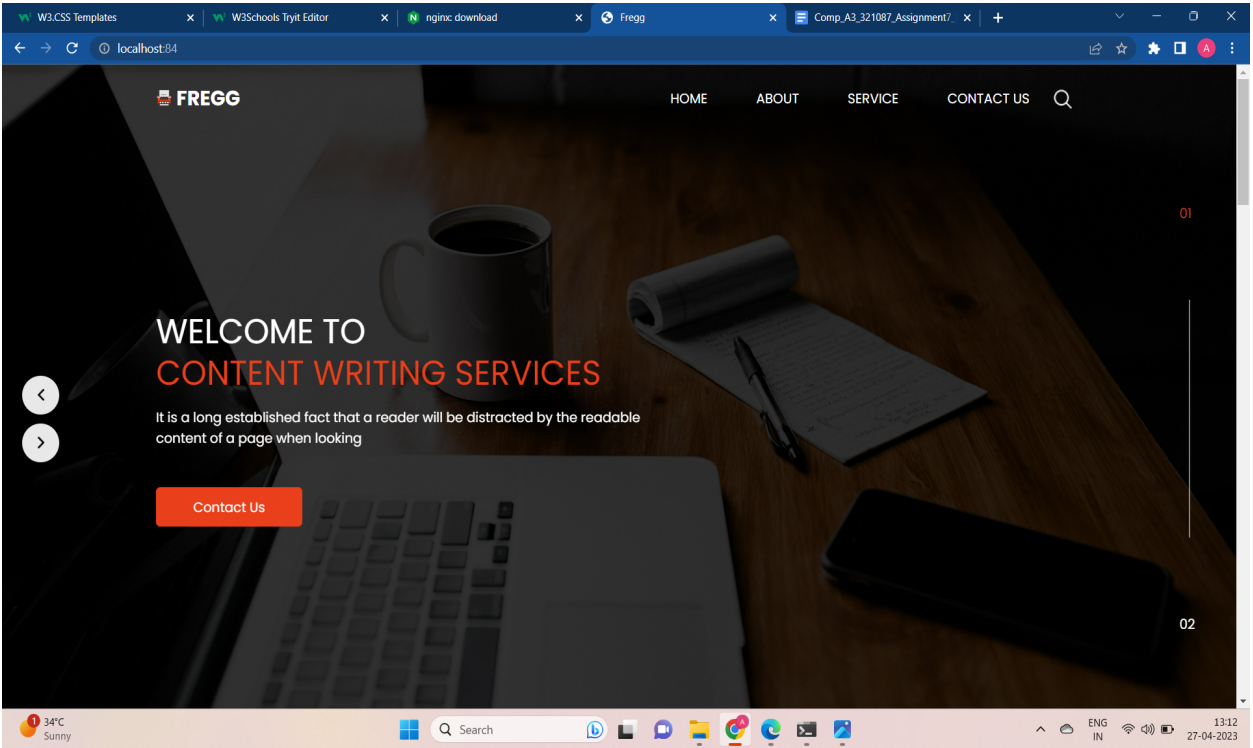 W3.CSS Templates
W3Schools Tryit Editor
nginx download
Fregg
Comp_A3_321087_Assignment7_
localhost:84
A
FREGG
HOME
ABOUT
SERVICE
CONTACT US
01
WELCOME TO
CONTENT WRITING SERVICES
It is a long established fact that a reader will be distracted by the readable
content of a page when looking
Contact Us
02
1
34°C
Sunny
Search
ENG
IN
13:12
27-04-2023